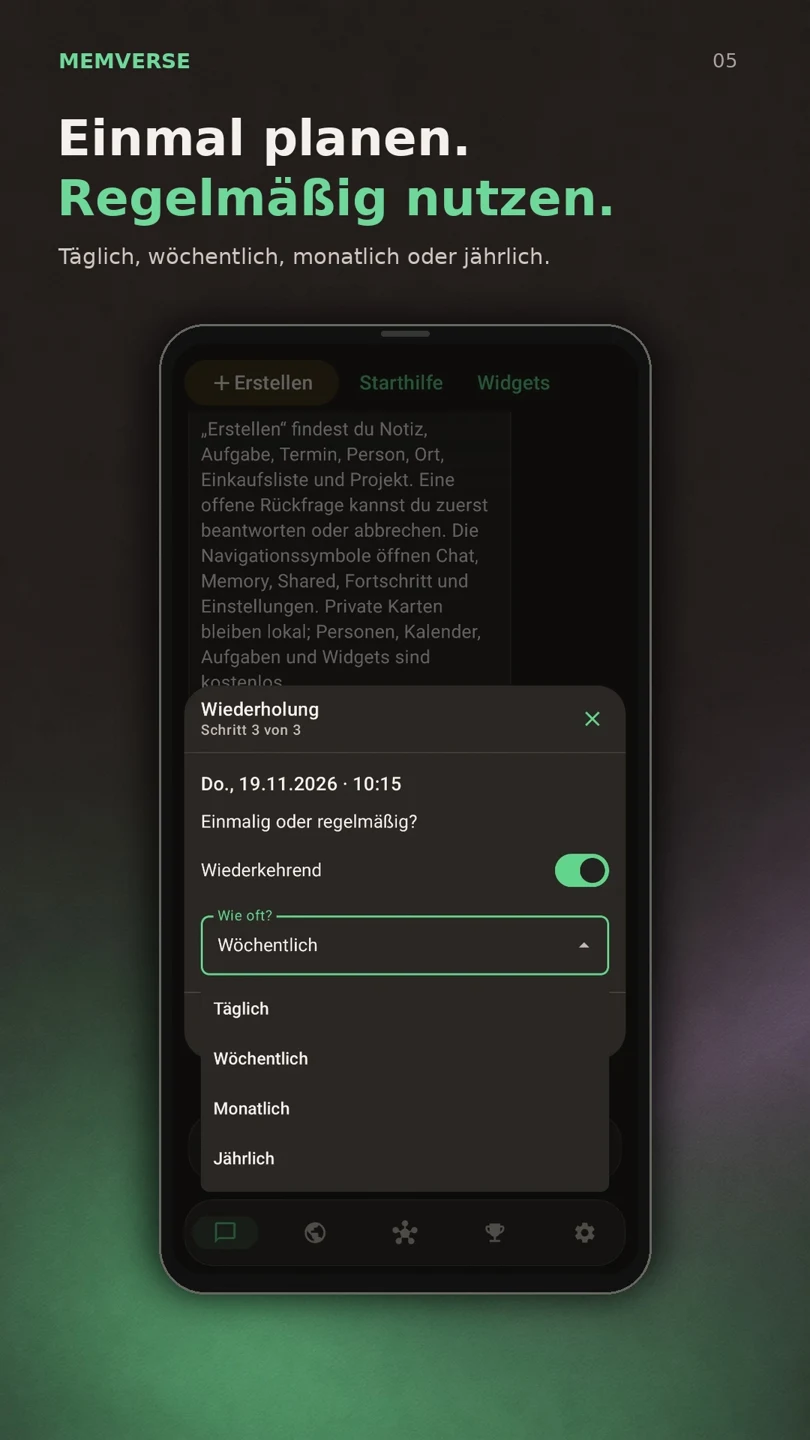 MEMVERSE
05
Einmal planen.
Regelmäßig nutzen.
Täglich, wöchentlich, monatlich oder jährlich.
+ Erstellen
Starthilfe
Widgets
„Erstellen“ findest du Notiz,
Aufgabe, Termin, Person, Ort,
Einkaufsliste und Projekt. Eine
offene Rückfrage kannst du zuerst
beantworten oder abbrechen. Die
Navigationssymbole öffnen Chat,
Memory, Shared, Fortschritt und
Einstellungen. Private Karten
bleiben lokal; Personen, Kalender,
Aufgaben und Widgets sind
kostenlos
Wiederholung
Schritt 3 von 3
Do., 19.11.2026 · 10:15
Einmalig oder regelmäßig?
Wiederkehrend
Wie oft?
Wöchentlich
Täglich
Wöchentlich
Monatlich
Jährlich